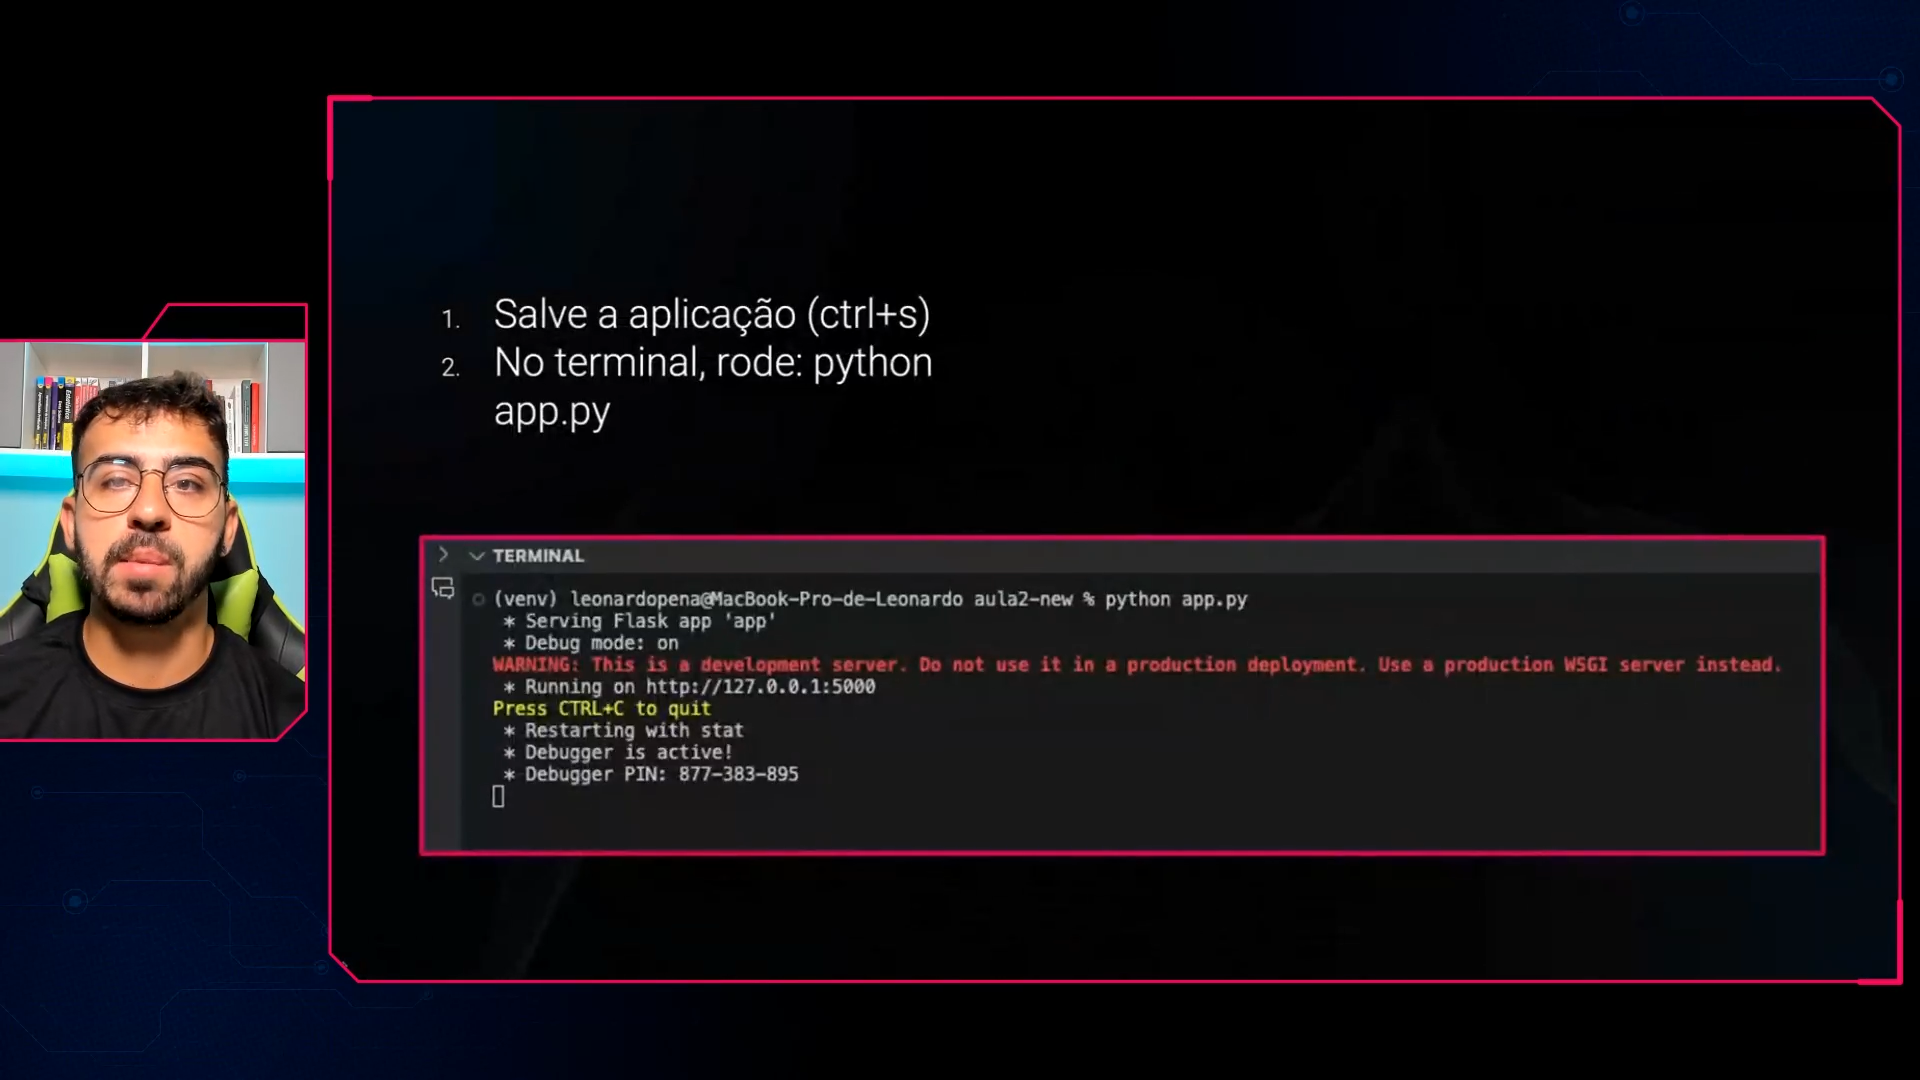 1. Salve a aplicação (ctrl+s)
2. No terminal, rode: python
app.py
TERMINAL
(venv) leonardopena@MacBook-Pro-de-Leonardo aula2-new % python app.py
* Serving Flask app 'app'
* Debug mode: on
WARNING: This is a development server. Do not use it in a production deployment. Use a production WSGI server instead.
* Running on http://127.0.0.1:5000
Press CTRL+C to quit
* Restarting with stat
* Debugger is active!
* Debugger PIN: 877-383-895